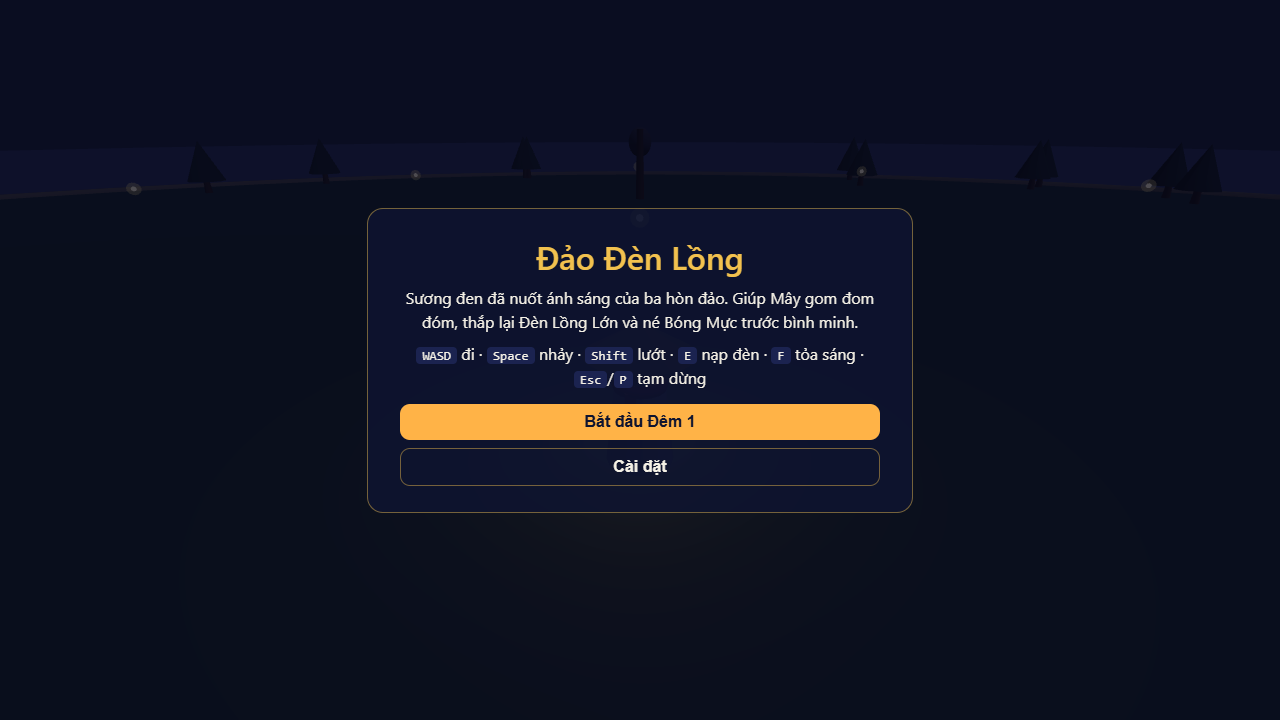 Đảo Đèn Lồng
Sương đen đã nuốt ánh sáng của ba hòn đảo. Giúp Mây gom đom
đóm, thắp lại Đèn Lồng Lớn và né Bóng Mực trước bình minh.
WASD đi · Space nhảy · Shift lướt · E nạp đèn · F tỏa sáng ·
Esc/P tạm dừng
Bắt đầu Đêm 1
Cài đặt